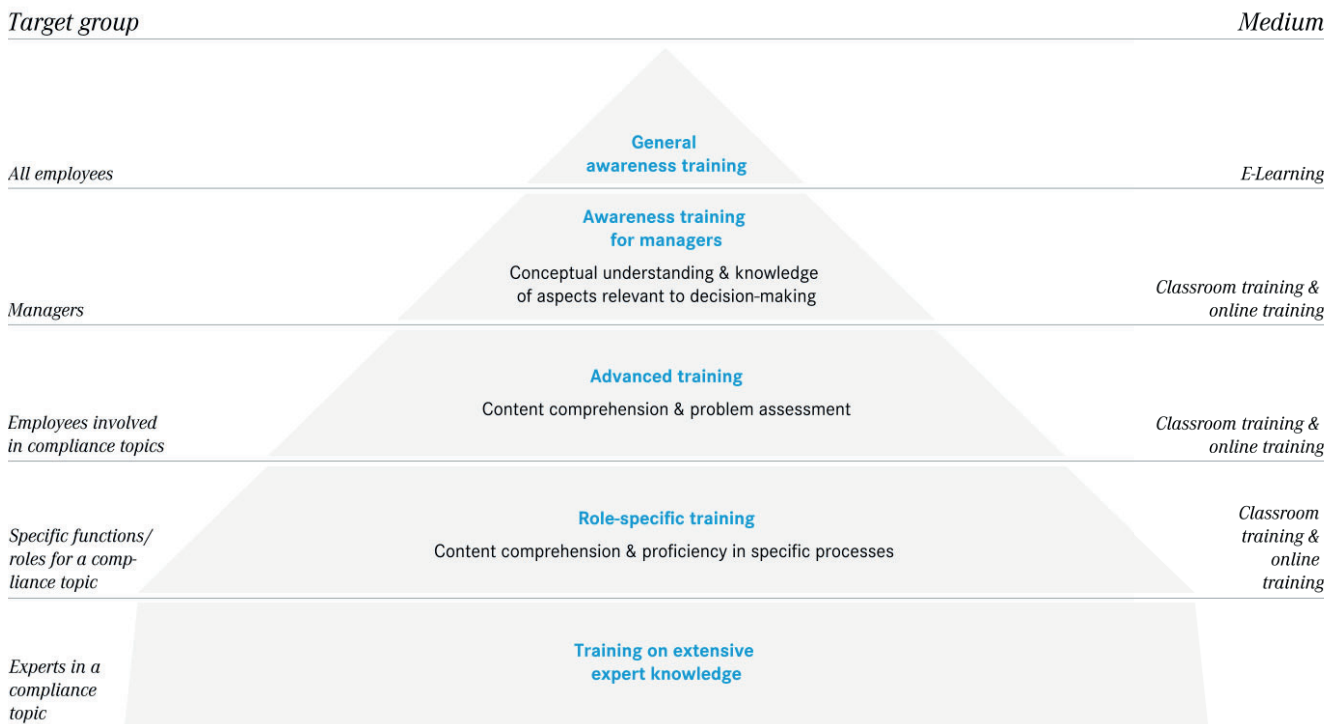 Target group
Medium
General
awareness training
All employees
E-Learning
Awareness training
for managers
Conceptual understanding & knowledge
of aspects relevant to decision-making
Managers
Classroom training &
online training
Advanced training
Content comprehension & problem assessment
Employees involved
in compliance topics
Classroom training &
online training
Role-specific training
Content comprehension & proficiency in specific processes
Specific functions/
roles for a comp-
liance topic
Classroom
training &
online
training
Training on extensive
expert knowledge
Experts in a
compliance
topic